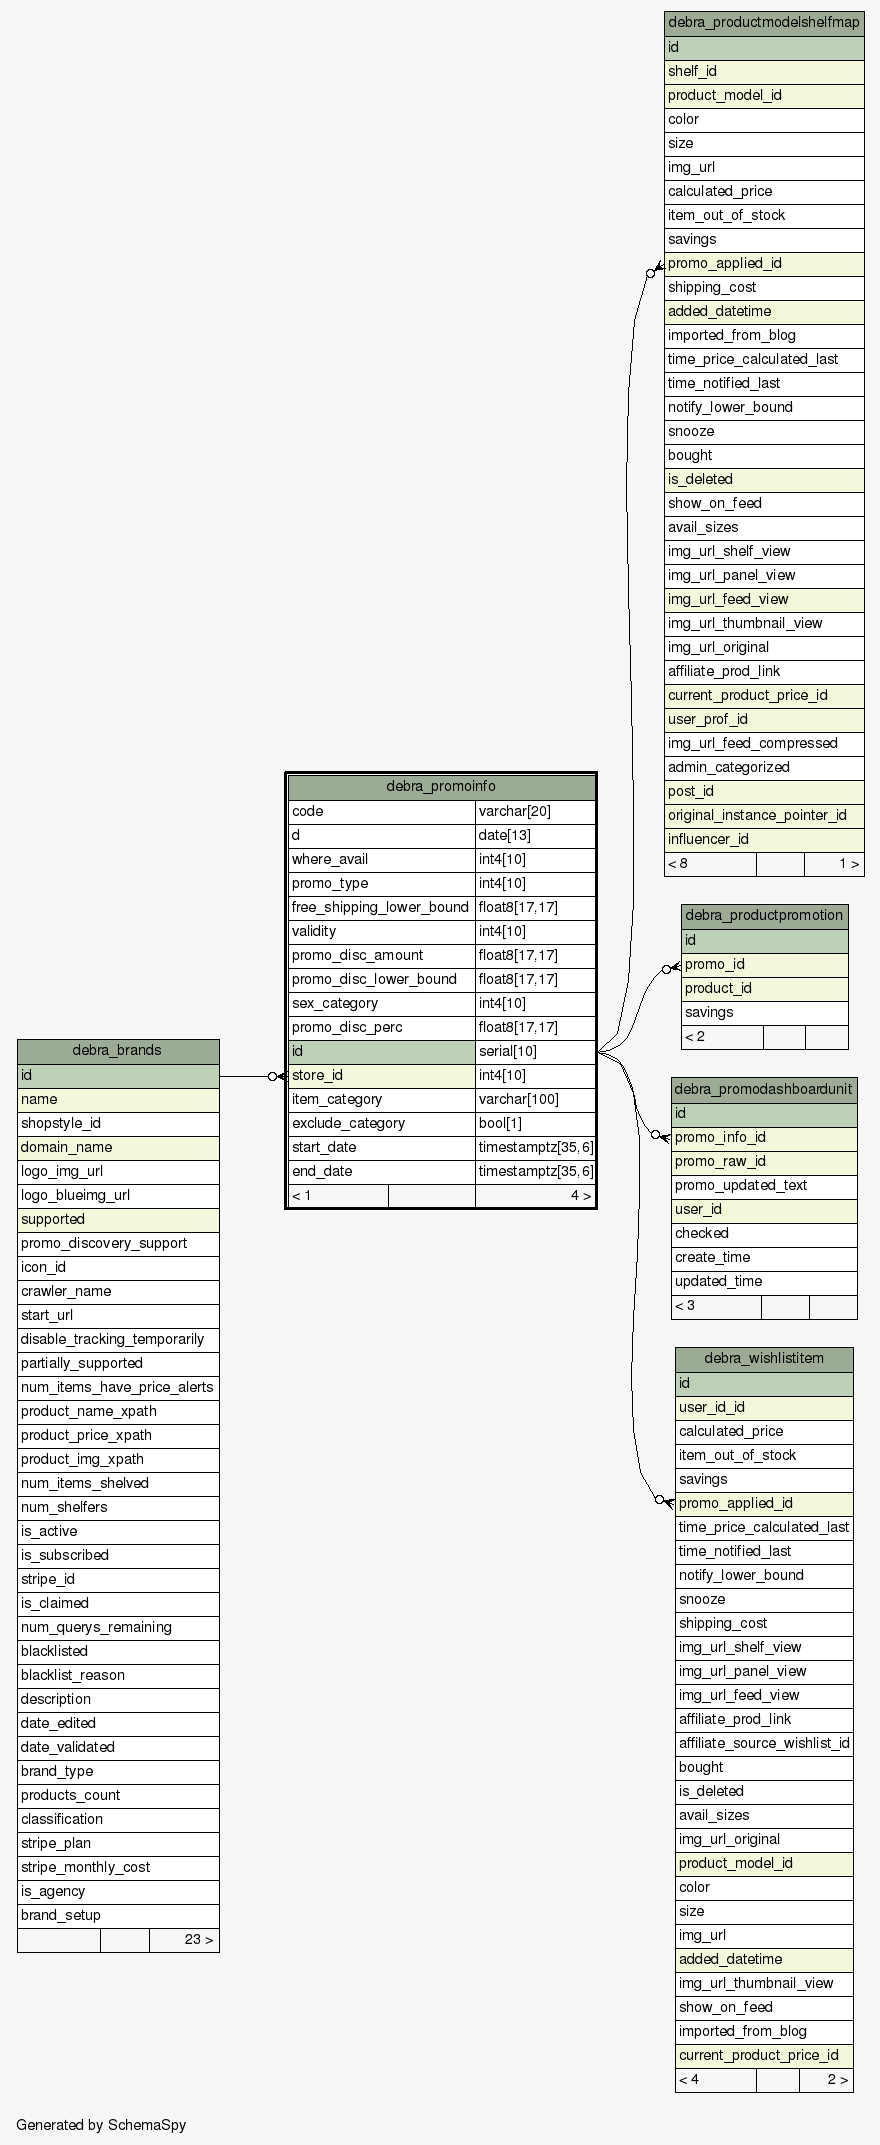 debra_productmodelshelfmap
id
shelf_id
product_model_id
color
size
img_url
calculated_price
item_out_of_stock
savings
promo_applied_id
shipping_cost
added_datetime
imported_from_blog
time_price_calculated_last
time_notified_last
notify_lower_bound
snooze
bought
is_deleted
show_on_feed
avail_sizes
img_url_shelf_view
img_url_panel_view
img_url_feed_view
img_url_thumbnail_view
img_url_original
affiliate_prod_link
current_product_price_id
user_prof_id
img_url_feed_compressed
admin_categorized
post_id
original_instance_pointer_id
influencer_id
< 8 1 >
debra_promoinfo
code varchar[20]
d date[13]
where_avail int4[10]
promo_type int4[10]
free_shipping_lower_bound float8[17,17]
validity int4[10]
promo_disc_amount float8[17,17]
promo_disc_lower_bound float8[17,17]
sex_category int4[10]
promo_disc_perc float8[17,17]
id serial[10]
store_id int4[10]
item_category varchar[100]
exclude_category bool[1]
start_date timestamptz[35,6]
end_date timestamptz[35,6]
< 1 4 >
debra_productpromotion
id
promo_id
product_id
savings
< 2
debra_brands
id
name
shopstyle_id
domain_name
logo_img_url
logo_blueimg_url
supported
promo_discovery_support
icon_id
crawler_name
start_url
disable_tracking_temporarily
partially_supported
num_items_have_price_alerts
product_name_xpath
product_price_xpath
product_img_xpath
num_items_shelved
num_shelfers
is_active
is_subscribed
stripe_id
is_claimed
num_querys_remaining
blacklisted
blacklist_reason
description
date_edited
date_validated
brand_type
products_count
classification
stripe_plan
stripe_monthly_cost
is_agency
brand_setup
23 >
debra_promodashboardunit
id
promo_info_id
promo_raw_id
promo_updated_text
user_id
checked
create_time
updated_time
< 3
debra_wishlistitem
id
user_id_id
calculated_price
item_out_of_stock
savings
promo_applied_id
time_price_calculated_last
time_notified_last
notify_lower_bound
snooze
shipping_cost
img_url_shelf_view
img_url_panel_view
img_url_feed_view
affiliate_prod_link
affiliate_source_wishlist_id
bought
is_deleted
avail_sizes
img_url_original
product_model_id
color
size
img_url
added_datetime
img_url_thumbnail_view
show_on_feed
imported_from_blog
current_product_price_id
< 4 2 >
Generated by SchemaSpy